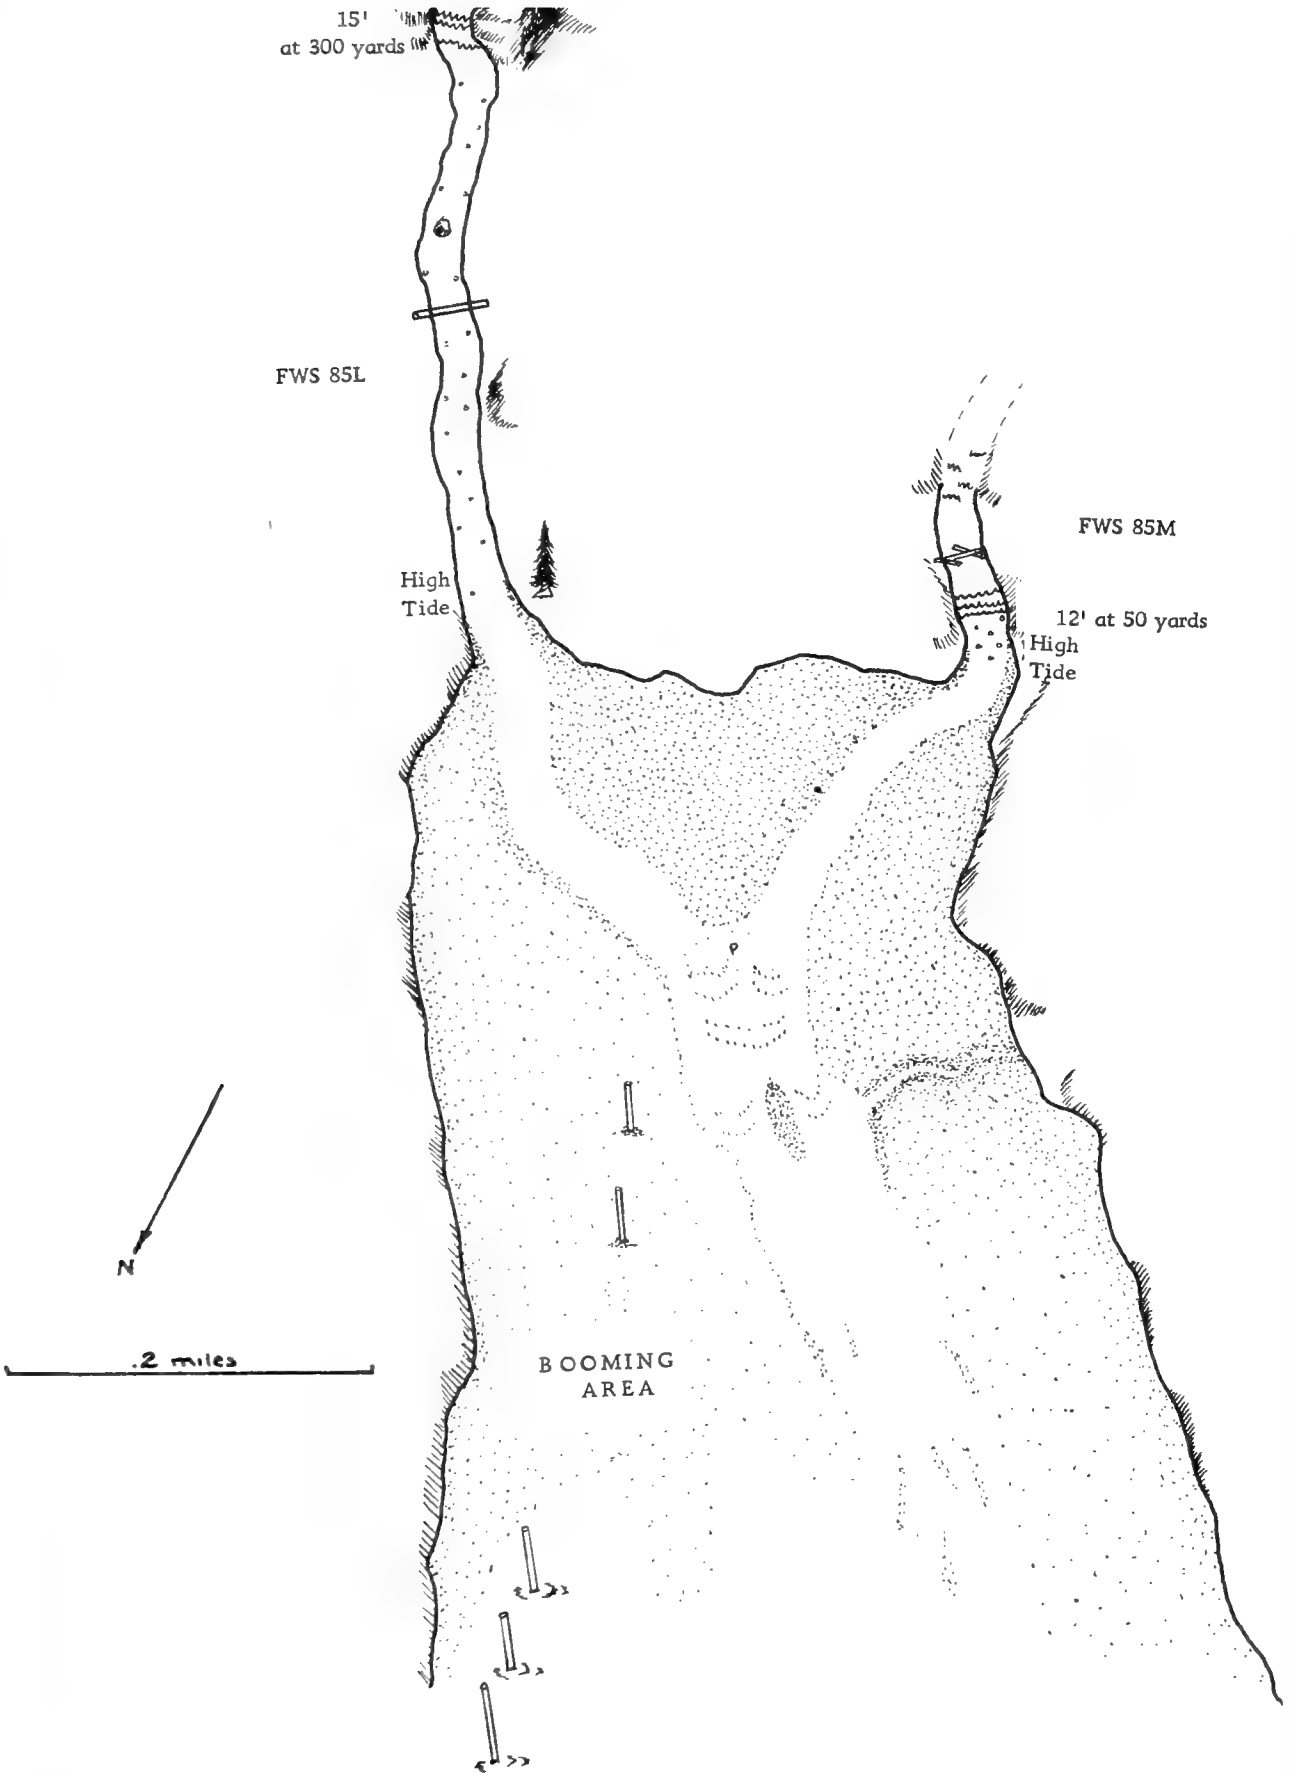 15'
at 300 yards
FWS 85L
FWS 85M
High
Tide
12' at 50 yards
High
Tide
P
N
.2 miles
BOOMING
AREA